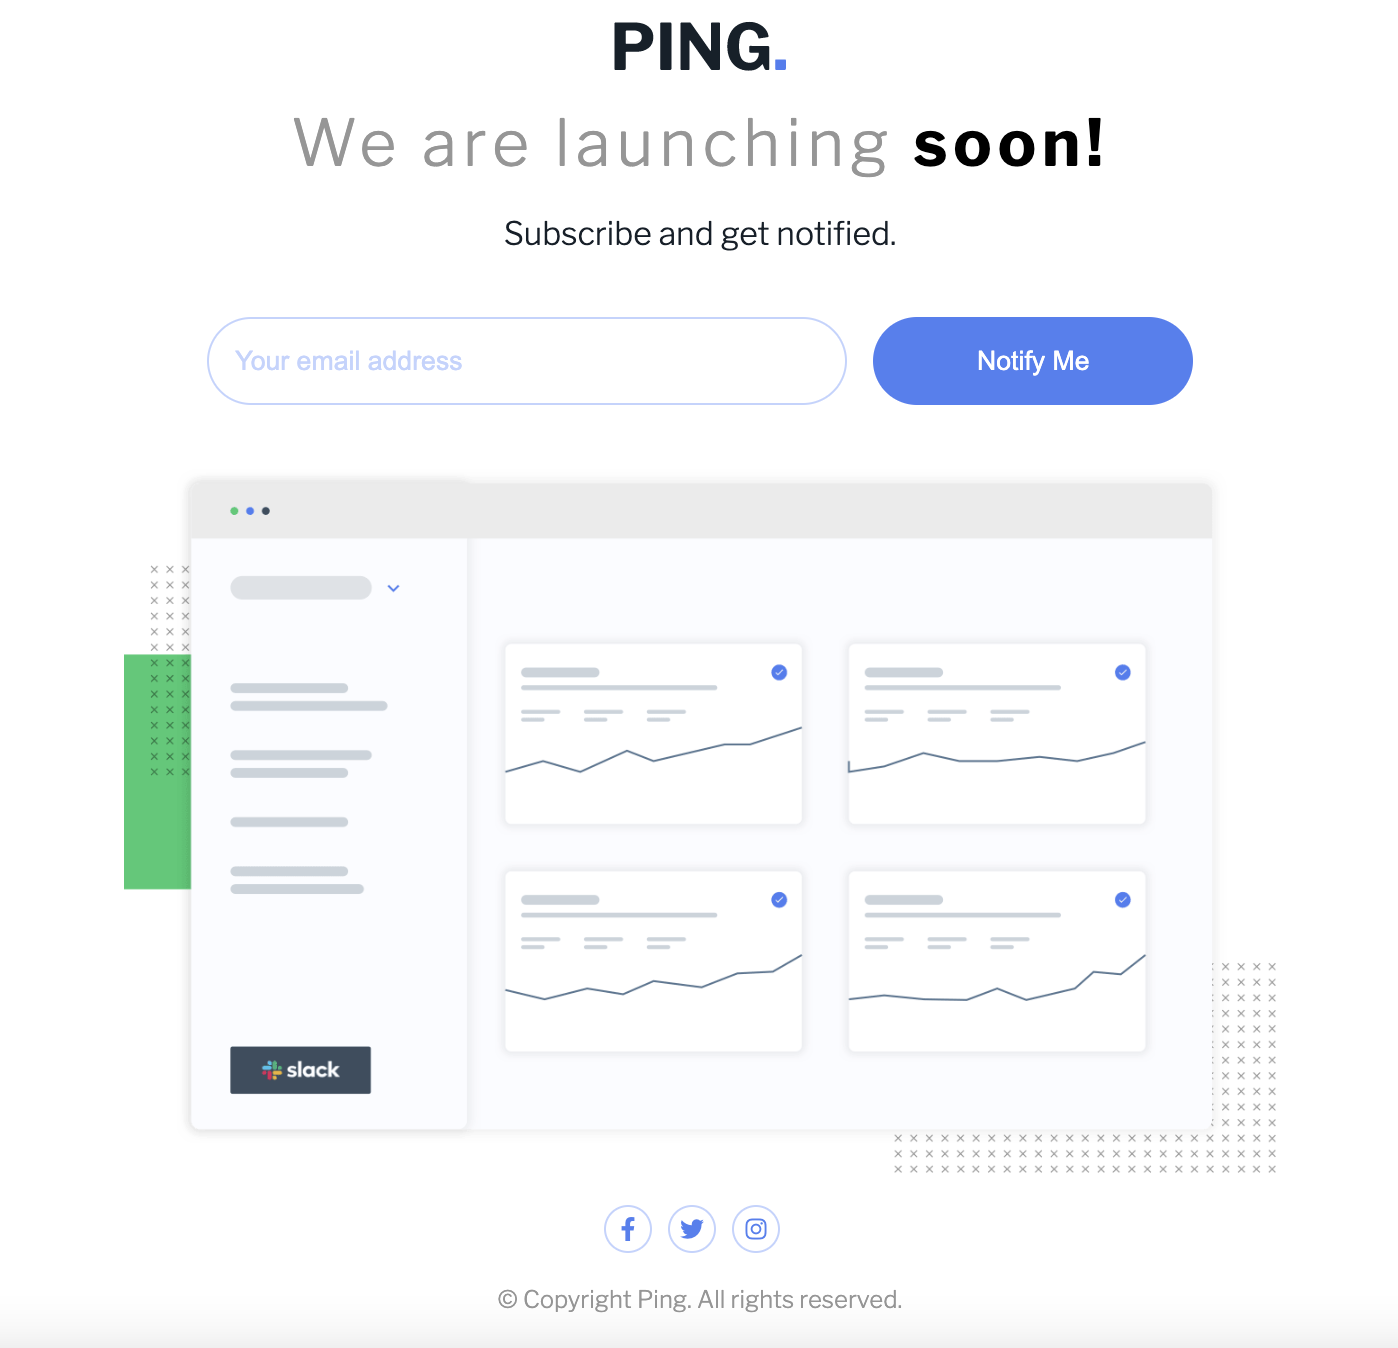 PING.
We are launching soon!
Subscribe and get notified.
Your email address
Notify Me
slack
© Copyright Ping. All rights reserved.